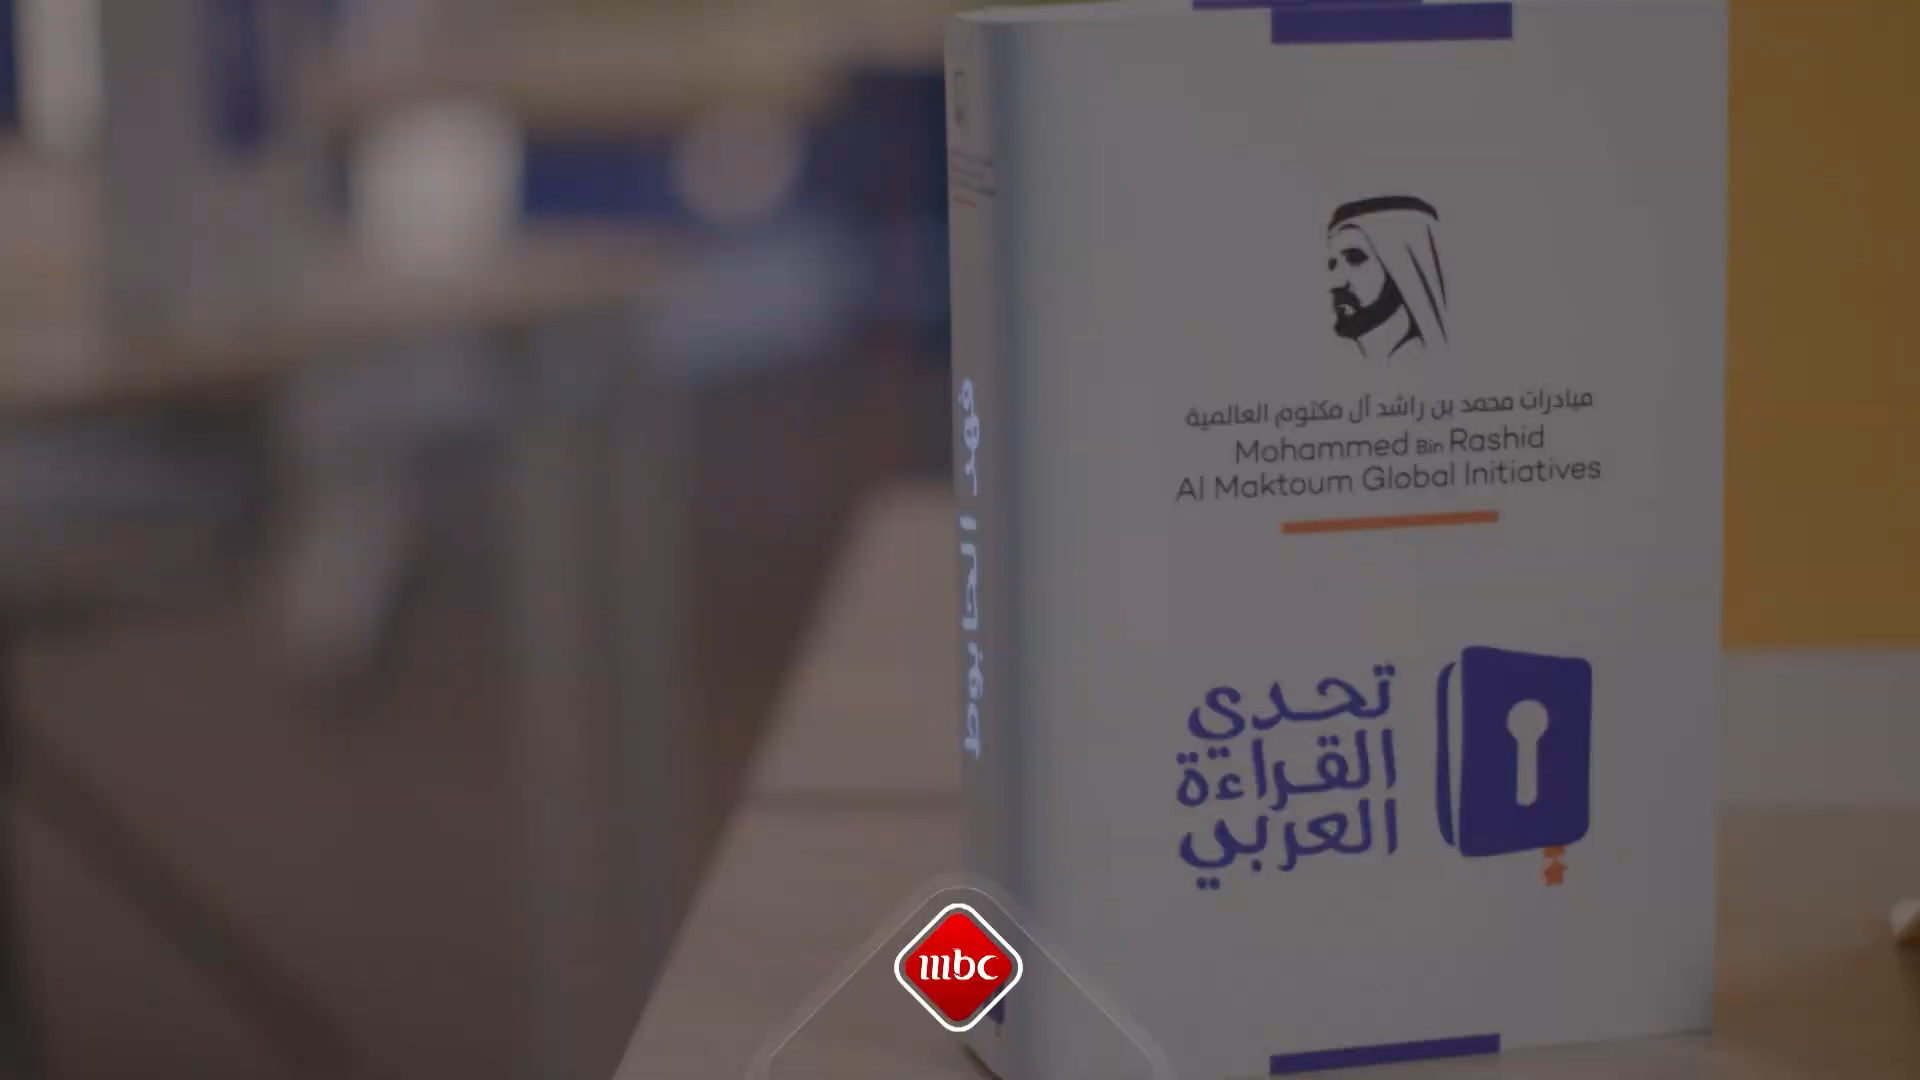 مبادرات محمد بن راشد آل مكتوم العالمية
Mohammed Bin Rashid
Al Maktoum Global Initiatives
تحدي
القراءة
العربي
mbc